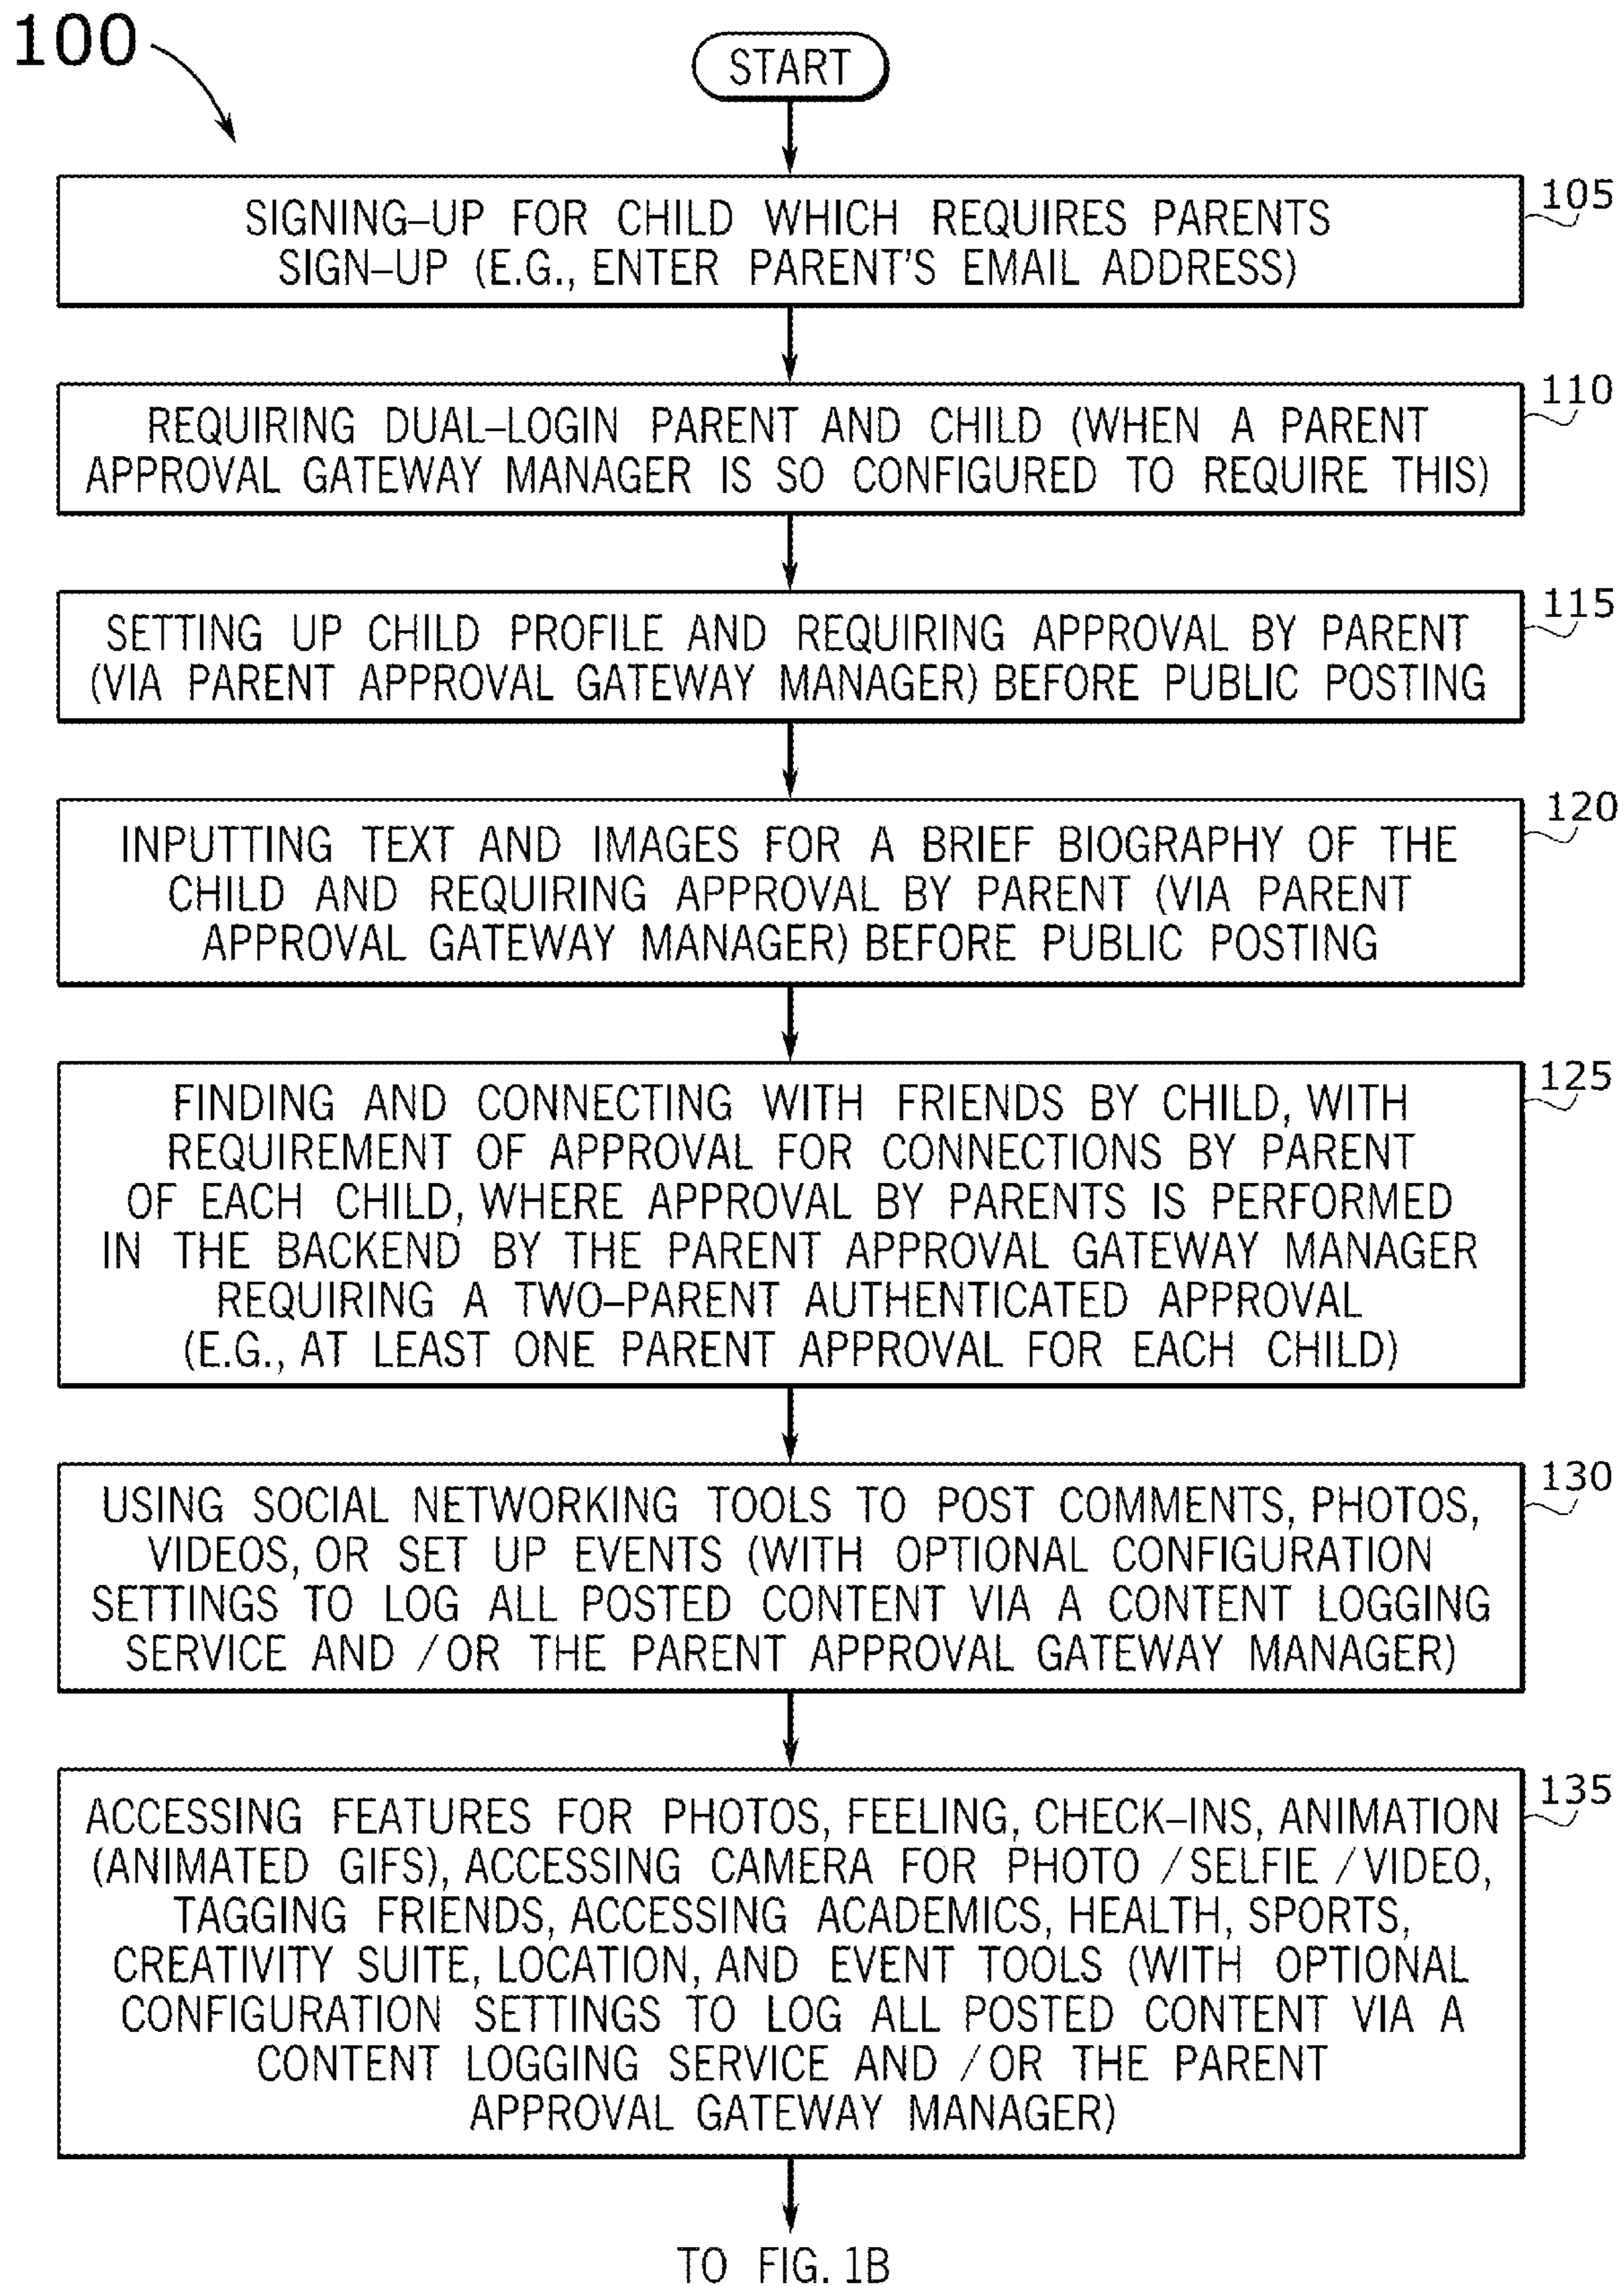 100
START
105
SIGNING-UP FOR CHILD WHICH REQUIRES PARENTS
SIGN-UP (E.G., ENTER PARENT'S EMAIL ADDRESS)
110
REQUIRING DUAL-LOGIN PARENT AND CHILD (WHEN A PARENT
APPROVAL GATEWAY MANAGER IS SO CONFIGURED TO REQUIRE THIS)
115
SETTING UP CHILD PROFILE AND REQUIRING APPROVAL BY PARENT
(VIA PARENT APPROVAL GATEWAY MANAGER) BEFORE PUBLIC POSTING
120
INPUTTING TEXT AND IMAGES FOR A BRIEF BIOGRAPHY OF THE
CHILD AND REQUIRING APPROVAL BY PARENT (VIA PARENT
APPROVAL GATEWAY MANAGER) BEFORE PUBLIC POSTING
125
FINDING AND CONNECTING WITH FRIENDS BY CHILD, WITH
REQUIREMENT OF APPROVAL FOR CONNECTIONS BY PARENT
OF EACH CHILD, WHERE APPROVAL BY PARENTS IS PERFORMED
IN THE BACKEND BY THE PARENT APPROVAL GATEWAY MANAGER
REQUIRING A TWO-PARENT AUTHENTICATED APPROVAL
(E.G., AT LEAST ONE PARENT APPROVAL FOR EACH CHILD)
130
USING SOCIAL NETWORKING TOOLS TO POST COMMENTS, PHOTOS,
VIDEOS, OR SET UP EVENTS (WITH OPTIONAL CONFIGURATION
SETTINGS TO LOG ALL POSTED CONTENT VIA A CONTENT LOGGING
SERVICE AND /OR THE PARENT APPROVAL GATEWAY MANAGER)
135
ACCESSING FEATURES FOR PHOTOS, FEELING, CHECK-INS, ANIMATION
(ANIMATED GIFS), ACCESSING CAMERA FOR PHOTO /SELFIE /VIDEO,
TAGGING FRIENDS, ACCESSING ACADEMICS, HEALTH, SPORTS,
CREATIVITY SUITE, LOCATION, AND EVENT TOOLS (WITH OPTIONAL
CONFIGURATION SETTINGS TO LOG ALL POSTED CONTENT VIA A
CONTENT LOGGING SERVICE AND /OR THE PARENT
APPROVAL GATEWAY MANAGER)
TO FIG. 1B